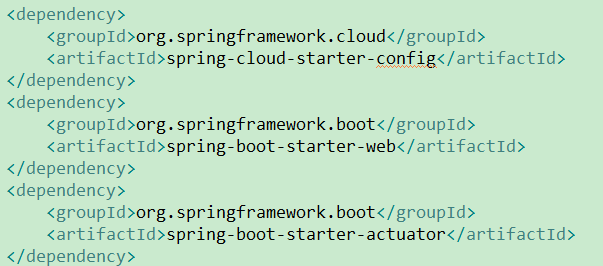 <dependency>
    <groupId>org.springframework.cloud</groupId>
    <artifactId>spring-cloud-starter-config</artifactId>
</dependency>
<dependency>
    <groupId>org.springframework.boot</groupId>
    <artifactId>spring-boot-starter-web</artifactId>
</dependency>
<dependency>
    <groupId>org.springframework.boot</groupId>
    <artifactId>spring-boot-starter-actuator</artifactId>
</dependency>